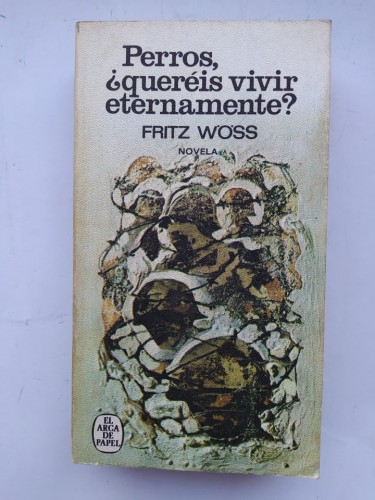 Perros,
¿queréis vivir
eternamente?
FRITZ WÖSS
NOVELA
EL
ARCA
DE
PAPEL